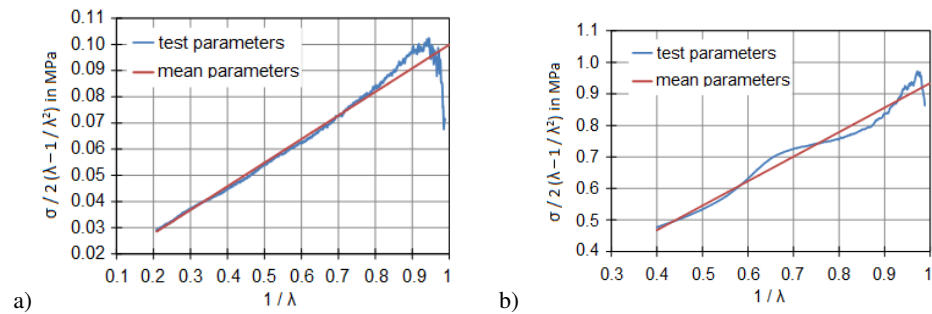 a)
σ / 2 (λ – 1 / λ²) in MPa
0.10
0.10
0.09
0.08
0.07
0.06
0.05
0.04
0.03
0.02
test parameters
mean parameters
0.1 0.2 0.3 0.4 0.5 0.6 0.7 0.8 0.9 1
1 / λ
b)
σ / 2 (λ – 1 / λ²) in MPa
1.1
1.0
0.9
0.8
0.7
0.6
0.5
0.4
test parameters
mean parameters
0.3 0.4 0.5 0.6 0.7 0.8 0.9 1
1 / λ